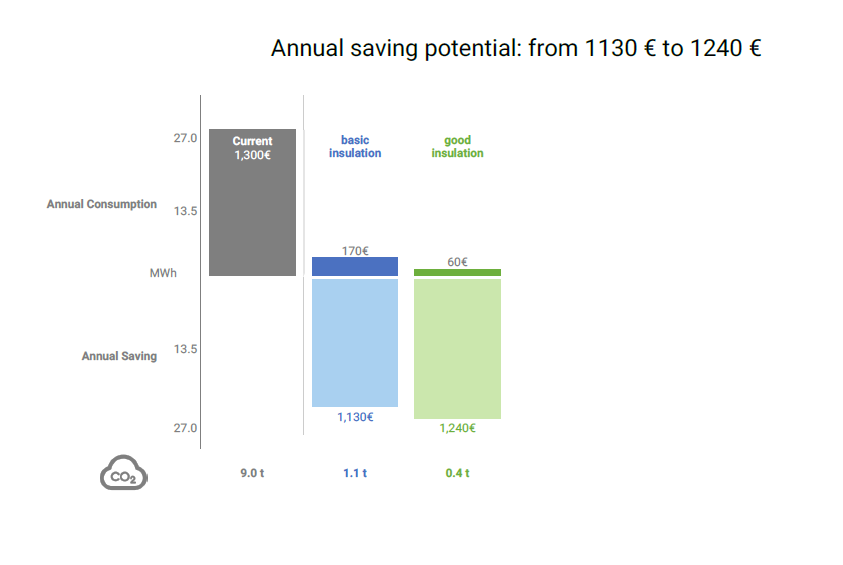 Annual saving potential: from 1130 € to 1240 €
27.0
Current
1,300€
basic
insulation
good
insulation
Annual Consumption
13.5
170€
60€
MWh
13.5
Annual Saving
1,130€
1,240€
27.0
CO2
9.0 t
1.1 t
0.4 t